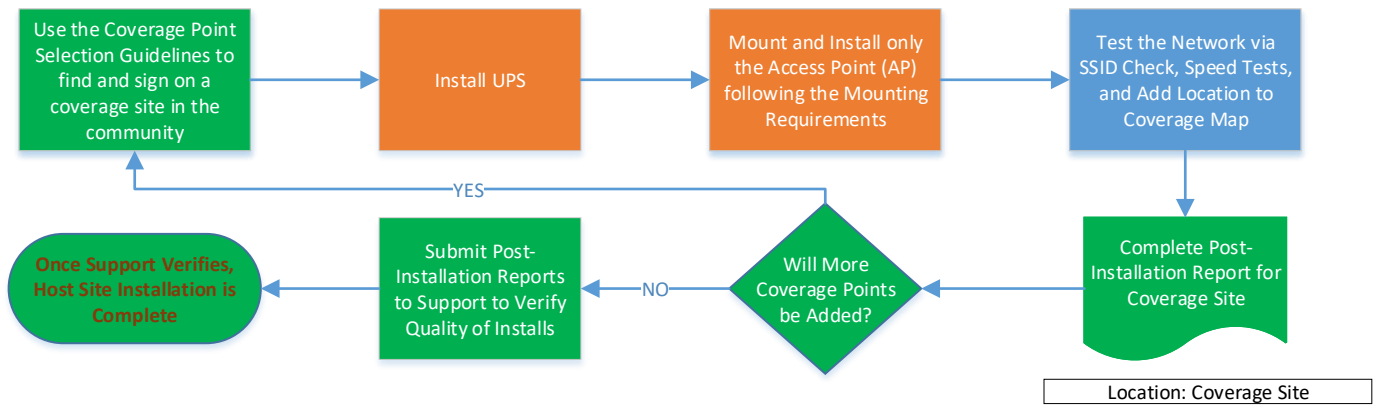 Use the Coverage Point
Selection Guidelines to
find and sign on a
coverage site in the
community
Install UPS
Mount and Install only
the Access Point (AP)
following the Mounting
Requirements
Test the Network via
SSID Check, Speed Tests,
and Add Location to
Coverage Map
YES
Once Support Verifies,
Host Site Installation is
Complete
Submit Post-
Installation Reports
to Support to Verify
Quality of Installs
NO
Will More
Coverage Points
be Added?
Complete Post-
Installation Report for
Coverage Site
Location: Coverage Site